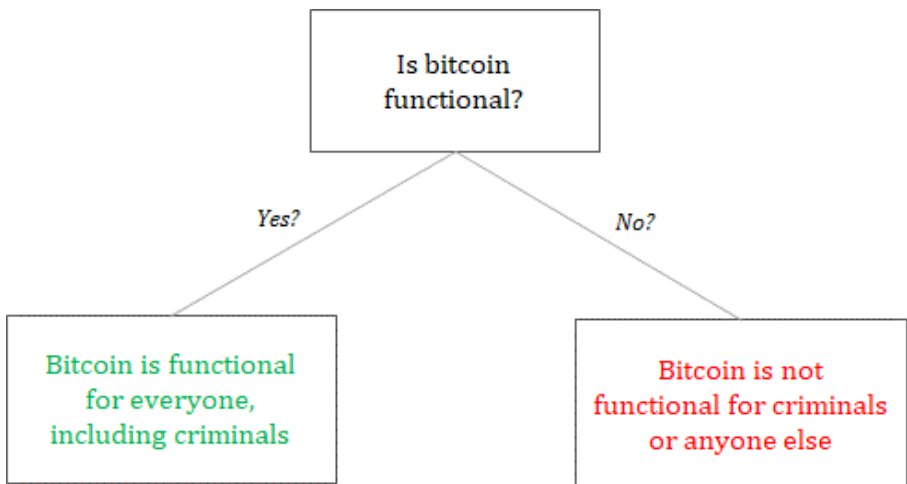 Is bitcoin
functional?
Yes?
No?
Bitcoin is functional
for everyone,
including criminals
Bitcoin is not
functional for criminals
or anyone else